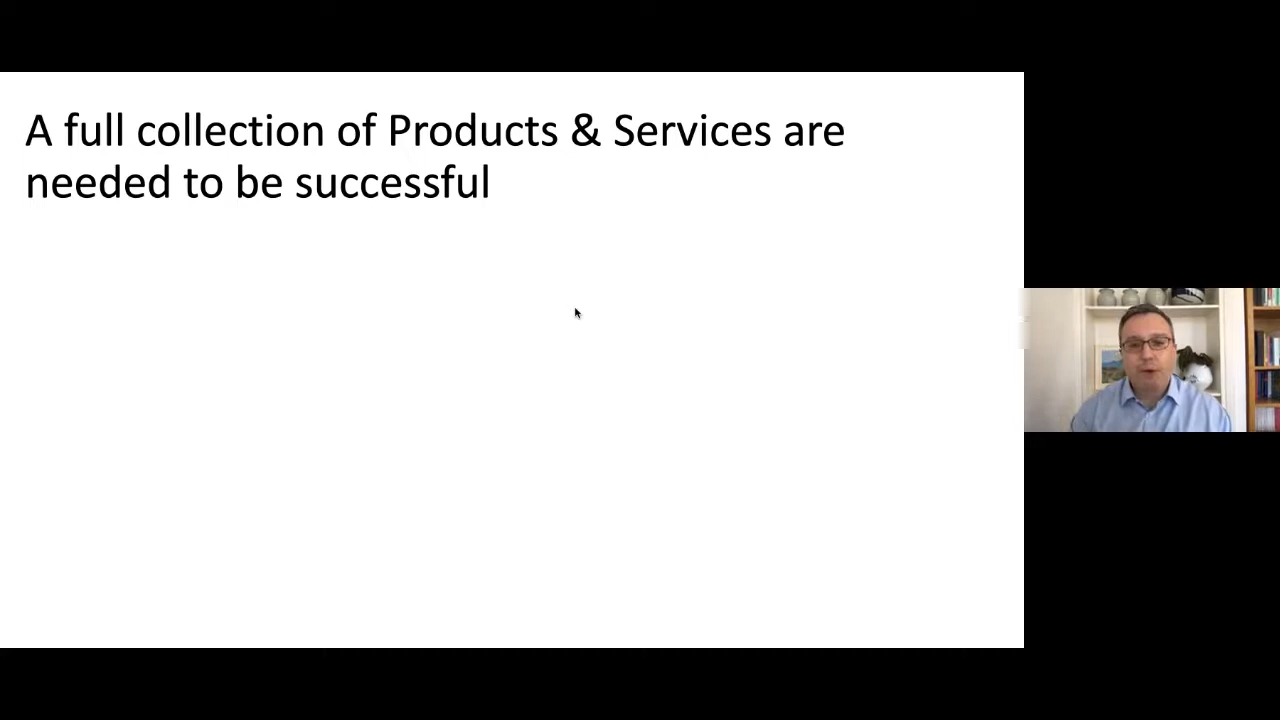 A full collection of Products & Services are
needed to be successful